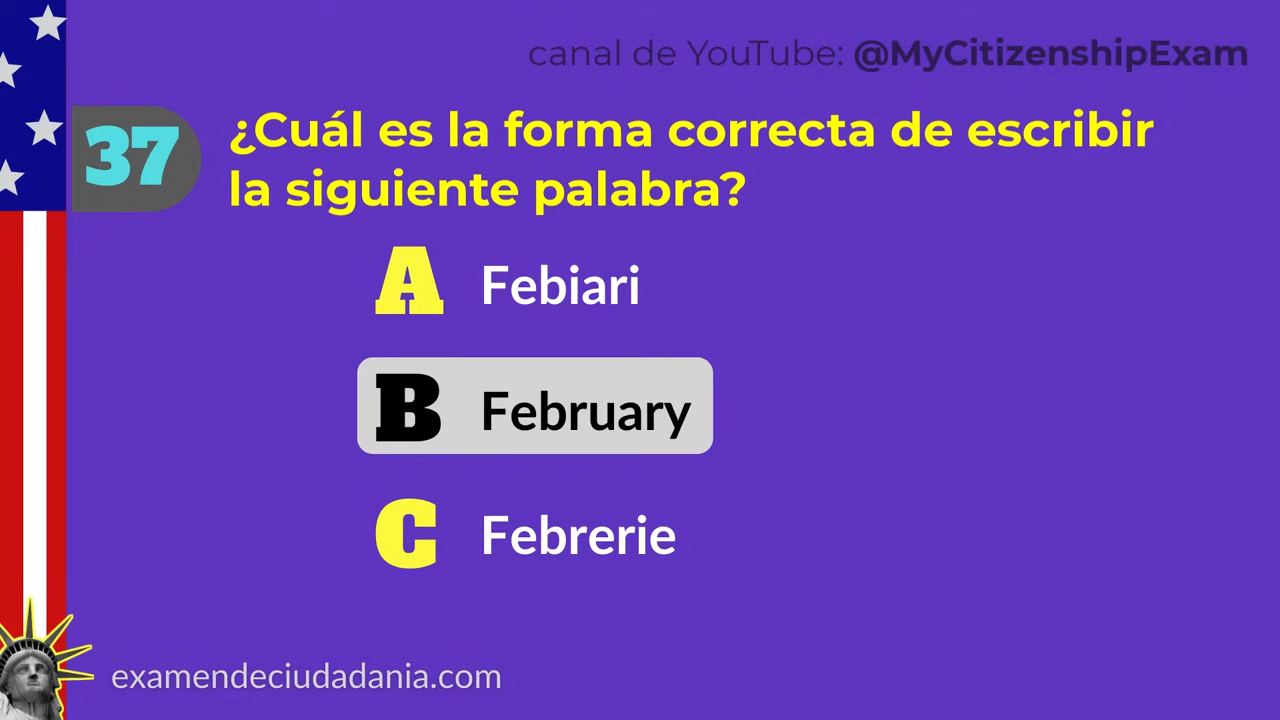 canal de YouTube: @MyCitizenshipExam
37
¿Cuál es la forma correcta de escribir
la siguiente palabra?
A Febiari
B February
C Febrerie
examendeciudadania.com